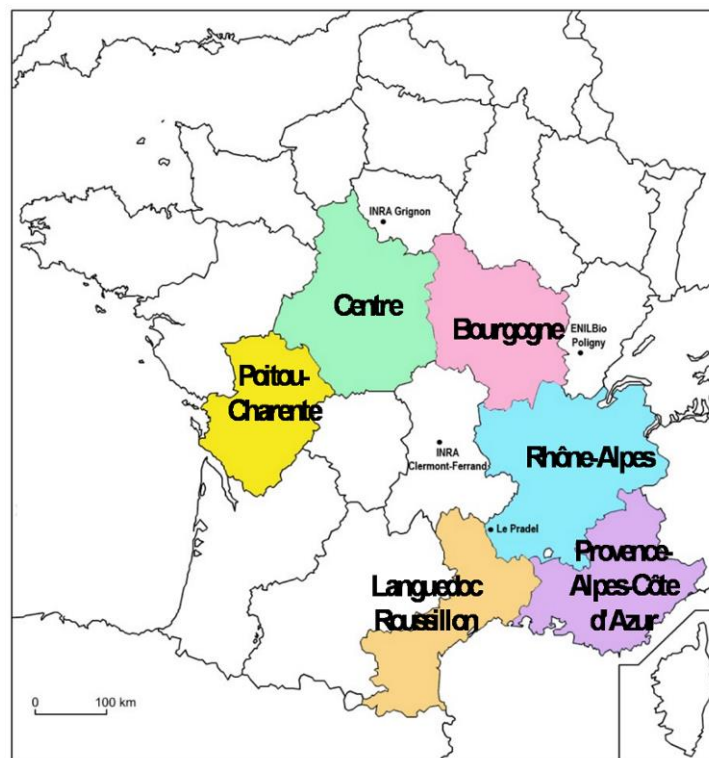 INRA Grignon
Centre
Bourgogne
ENILBio
Poligny
Poitou-
Charente
INRA
Clermont-Ferrand
Rhône-Alpes
Le Pradel
Provence-
Alpes-Côte
d'Azur
Languedoc
Roussillon
0 100 km